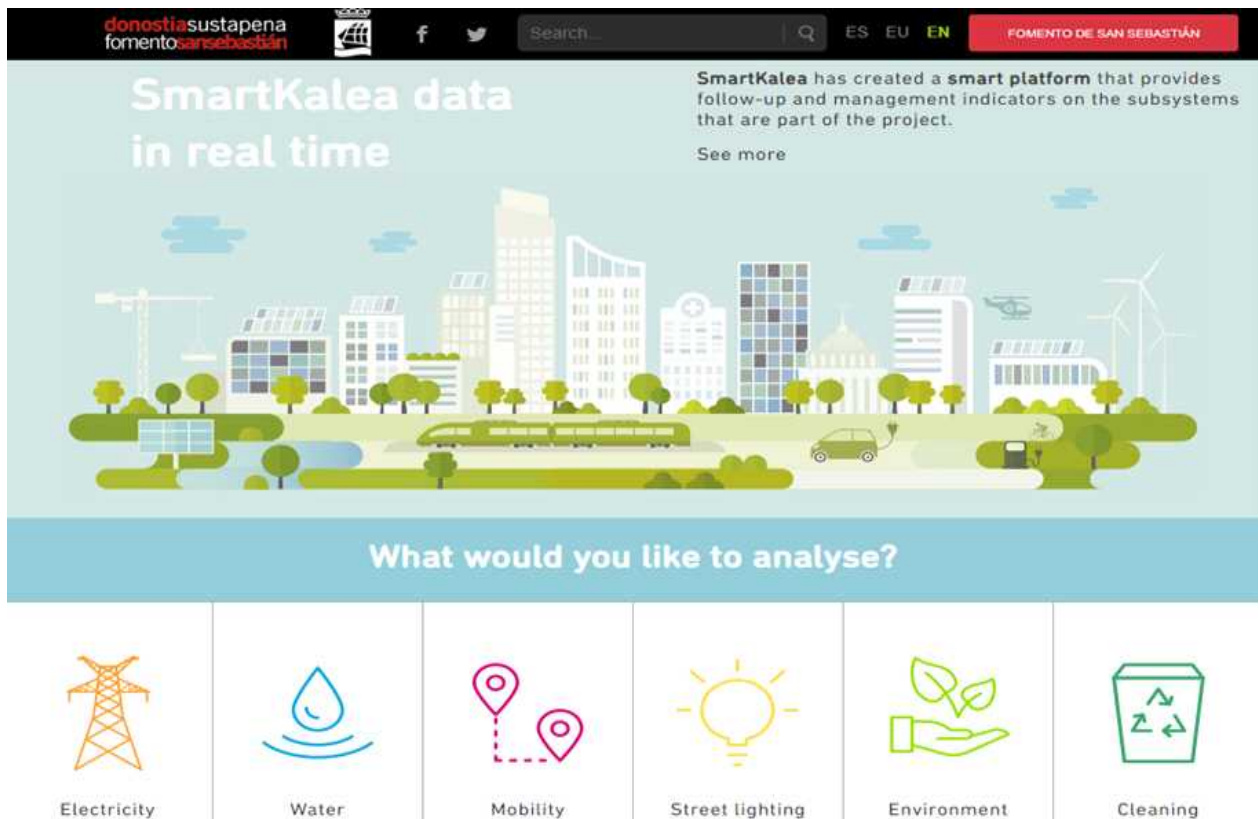 donostiasustapena
fomentosansebastián
Search...
ES EU EN
FOMENTO DE SAN SEBASTIÁN
SmartKalea data
in real time
SmartKalea has created a smart platform that provides
follow-up and management indicators on the subsystems
that are part of the project.
See more
What would you like to analyse?
Electricity
Water
Mobility
Street lighting
Environment
Cleaning